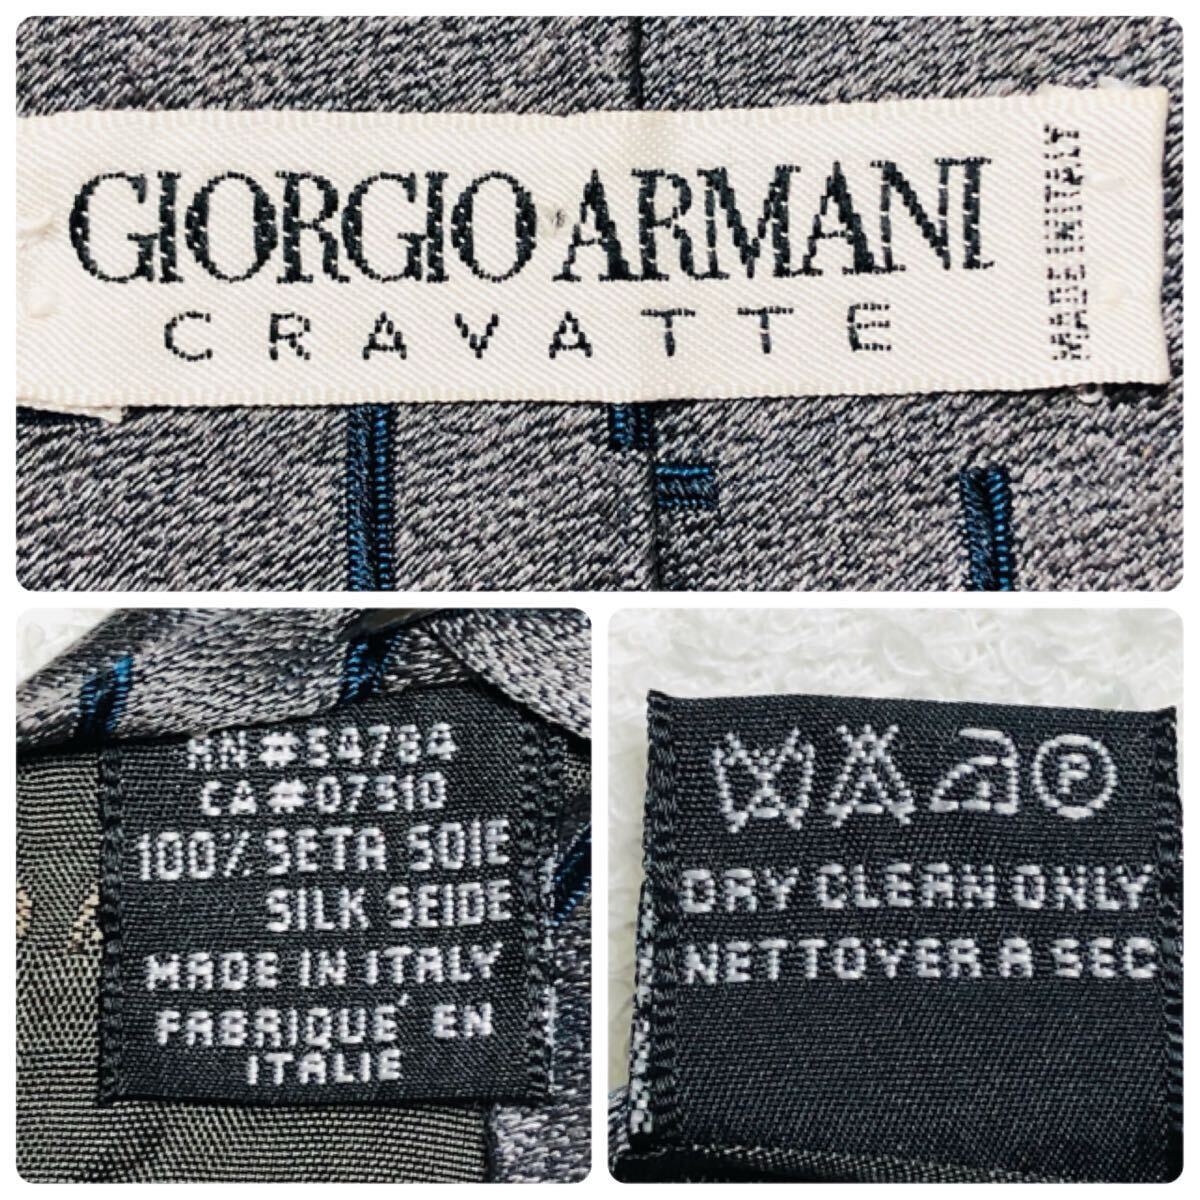 GIORGIO ARMANI
CRAVATTE
MADE IN ITALY
RN#54784
CA#07510
100% SETA SOIE
SILK SEIDE
MADE IN ITALY
FABRIQUE' EN
ITALIE
P
DRY CLEAN ONLY
NETTOYER A SEC